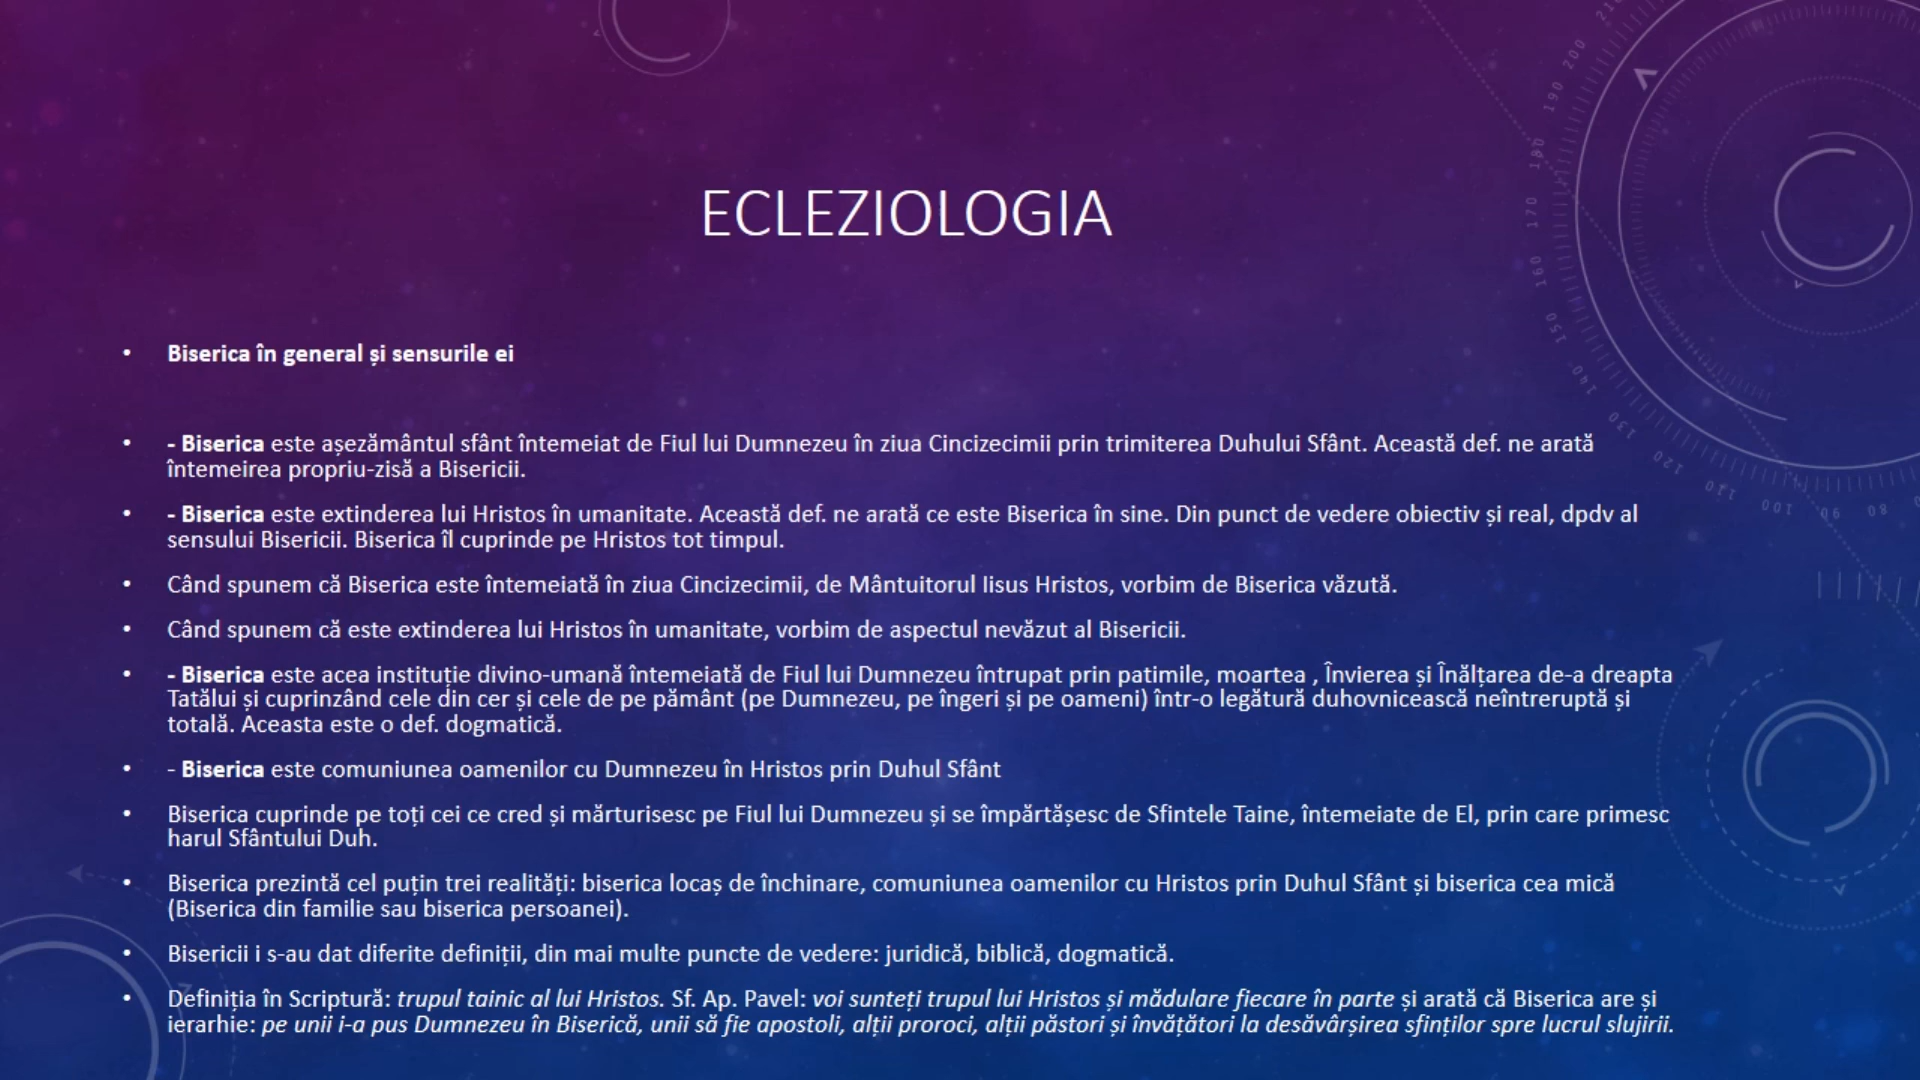 ECLEZIOLOGIA
• Biserica în general și sensurile ei
• - Biserica este așezământul sfânt întemeiat de Fiul lui Dumnezeu în ziua Cincizecimii prin trimiterea Duhului Sfânt. Această def. ne arată
întemeirea propriu-zisă a Bisericii.
• - Biserica este extinderea lui Hristos în umanitate. Această def. ne arată ce este Biserica în sine. Din punct de vedere obiectiv și real, dpdv al
sensului Bisericii. Biserica îl cuprinde pe Hristos tot timpul.
• Când spunem că Biserica este întemeiată în ziua Cincizecimii, de Mântuitorul Iisus Hristos, vorbim de Biserica văzută.
• Când spunem că este extinderea lui Hristos în umanitate, vorbim de aspectul nevăzut al Bisericii.
• - Biserica este acea instituție divino-umană întemeiată de Fiul lui Dumnezeu întrupat prin patimile, moartea , Învierea și Înălțarea de-a dreapta
Tatălui și cuprinzând cele din cer și cele de pe pământ (pe Dumnezeu, pe îngeri și pe oameni) într-o legătură duhovnicească neîntreruptă și
totală. Aceasta este o def. dogmatică.
• - Biserica este comuniunea oamenilor cu Dumnezeu în Hristos prin Duhul Sfânt
• Biserica cuprinde pe toți cei ce cred și mărturisesc pe Fiul lui Dumnezeu și se împărtășesc de Sfintele Taine, întemeiate de El, prin care primesc
harul Sfântului Duh.
• Biserica prezintă cel puțin trei realități: biserica locaș de închinare, comuniunea oamenilor cu Hristos prin Duhul Sfânt și biserica cea mică
(Biserica din familie sau biserica persoanei).
• Bisericii i s-au dat diferite definiții, din mai multe puncte de vedere: juridică, biblică, dogmatică.
• Definiția în Scriptură: trupul tainic al lui Hristos. Sf. Ap. Pavel: voi sunteți trupul lui Hristos și mădulare fiecare în parte și arată că Biserica are și
ierarhie: pe unii i-a pus Dumnezeu în Biserică, unii să fie apostoli, alții proroci, alții păstori și învățători la desăvârșirea sfinților spre lucrul slujirii.
210
200
190
180
170
160
150
140
130
120
110
100
90
80